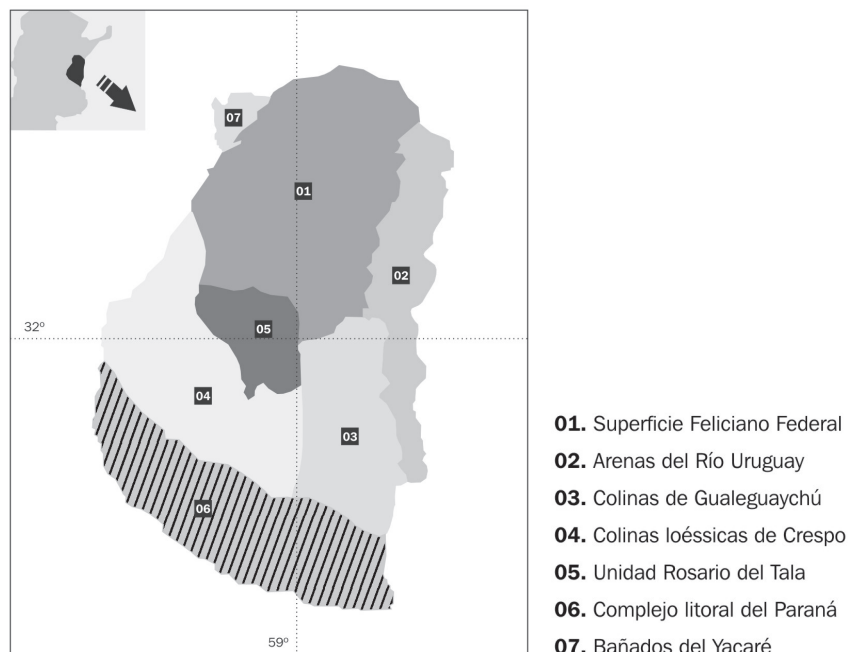 07
01
02
32º
05
04
03
06
59º
01. Superficie Feliciano Federal
02. Arenas del Río Uruguay
03. Colinas de Gualeguaychú
04. Colinas loéssicas de Crespo
05. Unidad Rosario del Tala
06. Complejo litoral del Paraná
07. Bañados del Yacaré